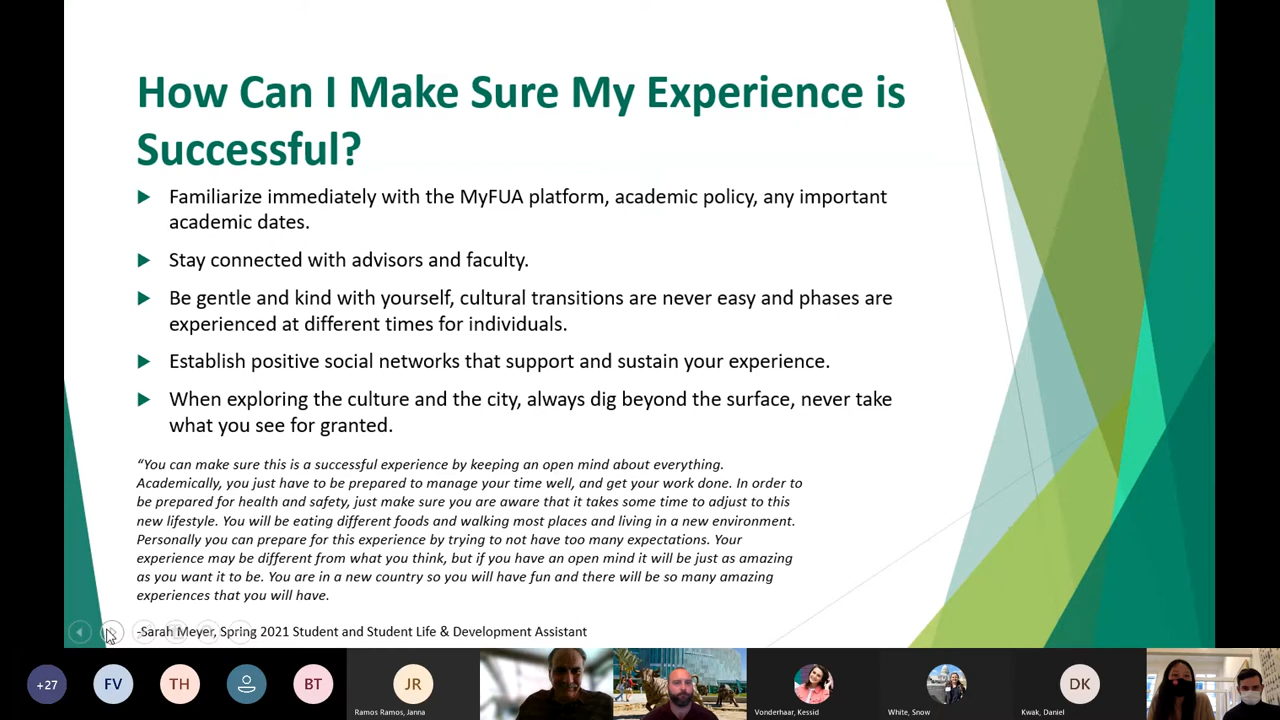 How Can I Make Sure My Experience is
Successful?
Familiarize immediately with the MyFUA platform, academic policy, any important
academic dates.
Stay connected with advisors and faculty.
Be gentle and kind with yourself, cultural transitions are never easy and phases are
experienced at different times for individuals.
Establish positive social networks that support and sustain your experience.
When exploring the culture and the city, always dig beyond the surface, never take
what you see for granted.
“You can make sure this is a successful experience by keeping an open mind about everything.
Academically, you just have to be prepared to manage your time well, and get your work done. In order to
be prepared for health and safety, just make sure you are aware that it takes some time to adjust to this
new lifestyle. You will be eating different foods and walking most places and living in a new environment.
Personally you can prepare for this experience by trying to not have too many expectations. Your
experience may be different from what you think, but if you have an open mind it will be just as amazing
as you want it to be. You are in a new country so you will have fun and there will be so many amazing
experiences that you will have.
-Sarah Meyer, Spring 2021 Student and Student Life & Development Assistant
+27
FV
TH
BT
JR
DK
Ramos Ramos, Janna
Vonderhaar, Kessid
White, Snow
Kwak, Daniel